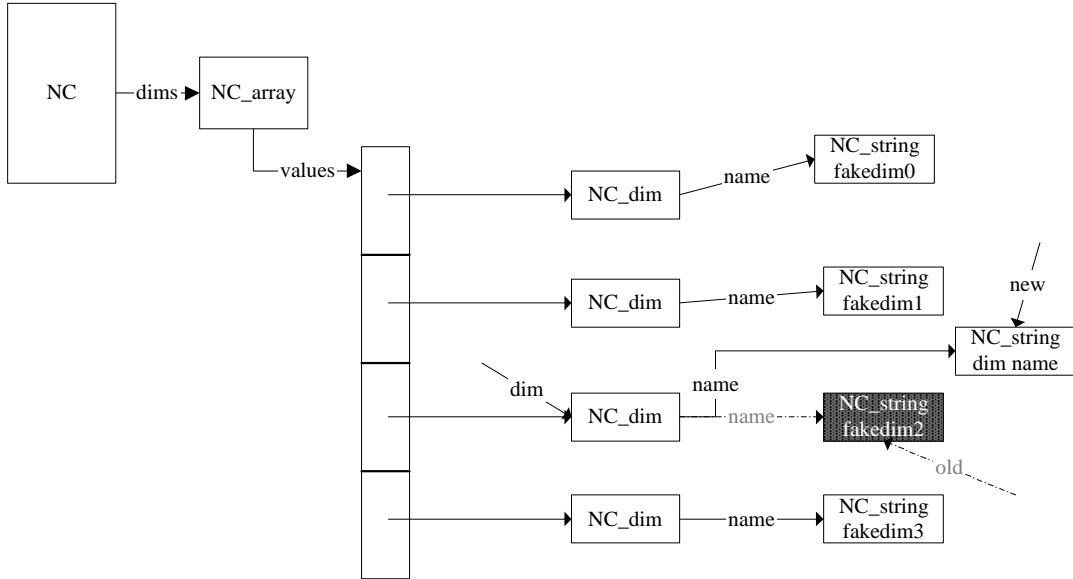 NC
dims
NC_array
values
NC_dim
name
NC_string
fakedim0
NC_dim
name
NC_string
fakedim1
new
NC_string
dim name
dim
NC_dim
name
name
NC_string
fakedim2
old
NC_dim
name
NC_string
fakedim3